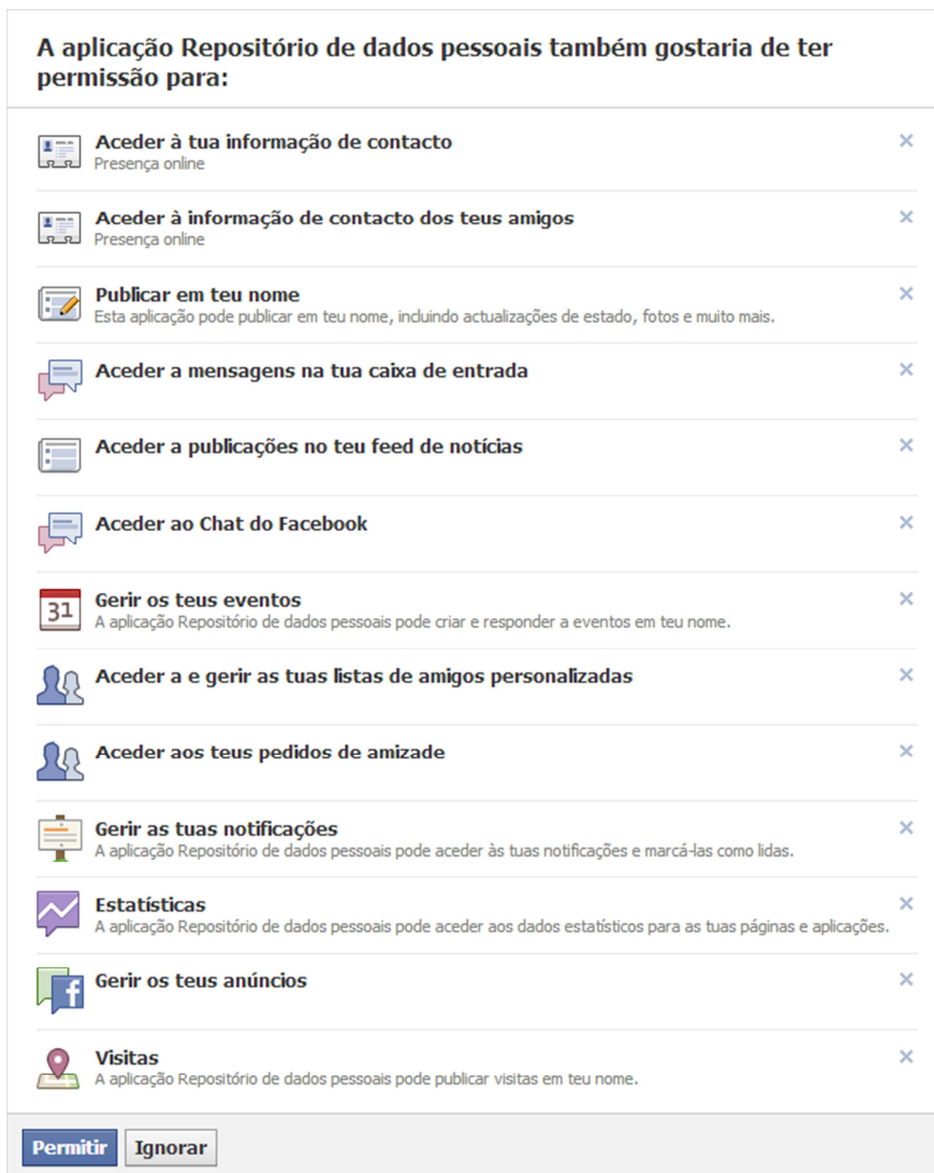 A aplicação Repositório de dados pessoais também gostaria de ter
permissão para:
Aceder à tua informação de contacto
Presença online
Aceder à informação de contacto dos teus amigos
Presença online
Publicar em teu nome
Esta aplicação pode publicar em teu nome, incluindo actualizações de estado, fotos e muito mais.
Aceder a mensagens na tua caixa de entrada
Aceder a publicações no teu feed de notícias
Aceder ao Chat do Facebook
31
Gerir os teus eventos
A aplicação Repositório de dados pessoais pode criar e responder a eventos em teu nome.
Aceder a e gerir as tuas listas de amigos personalizadas
Aceder aos teus pedidos de amizade
Gerir as tuas notificações
A aplicação Repositório de dados pessoais pode aceder às tuas notificações e marcá-las como lidas.
Estatísticas
A aplicação Repositório de dados pessoais pode aceder aos dados estatísticos para as tuas páginas e aplicações.
f
Gerir os teus anúncios
Visitas
A aplicação Repositório de dados pessoais pode publicar visitas em teu nome.
Permitir Ignorar